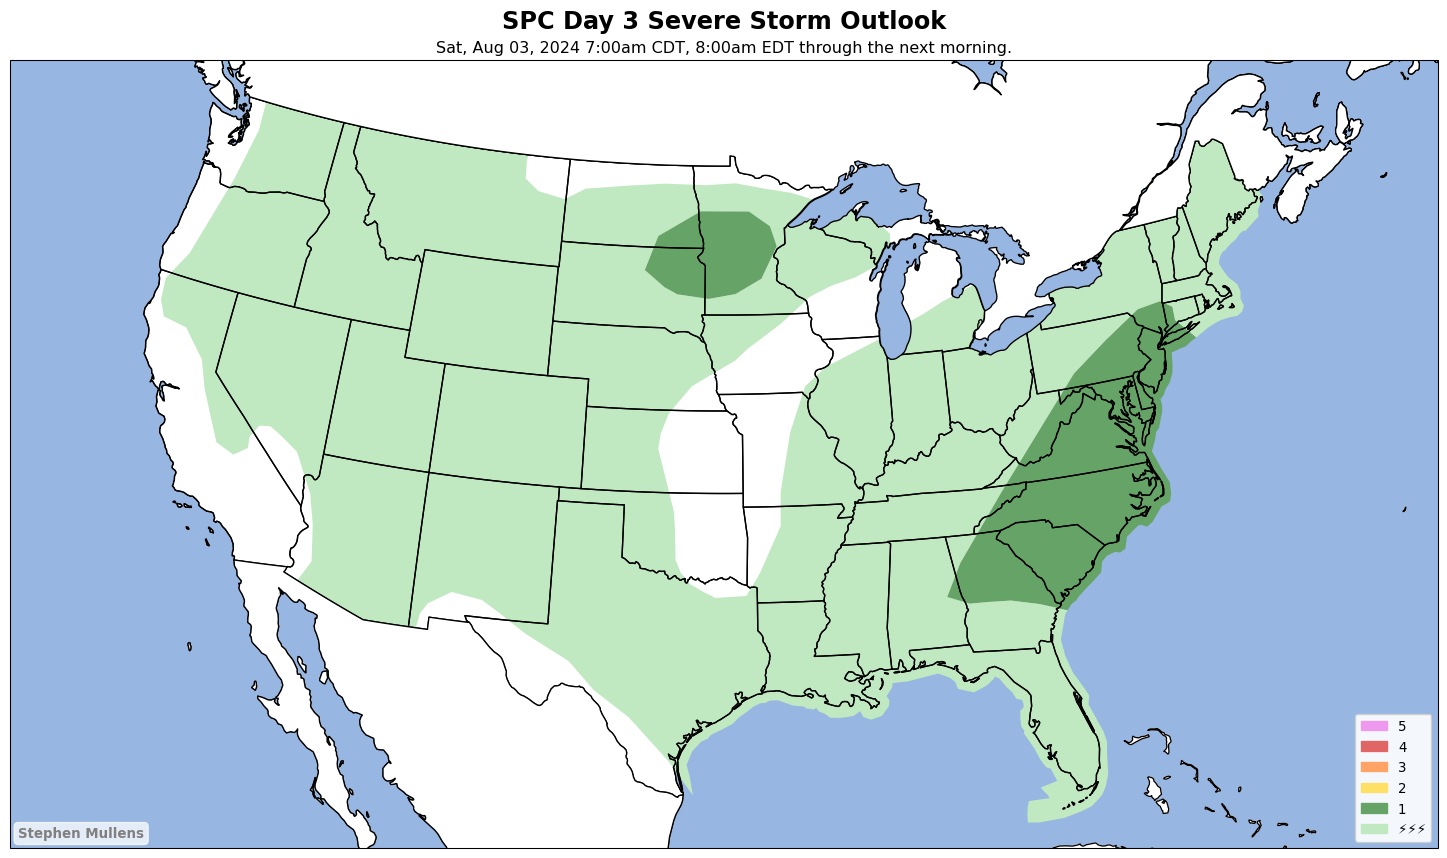 SPC Day 3 Severe Storm Outlook
Sat, Aug 03, 2024 7:00am CDT, 8:00am EDT through the next morning.
5
4
3
2
1
⚡⚡⚡
Stephen Mullens